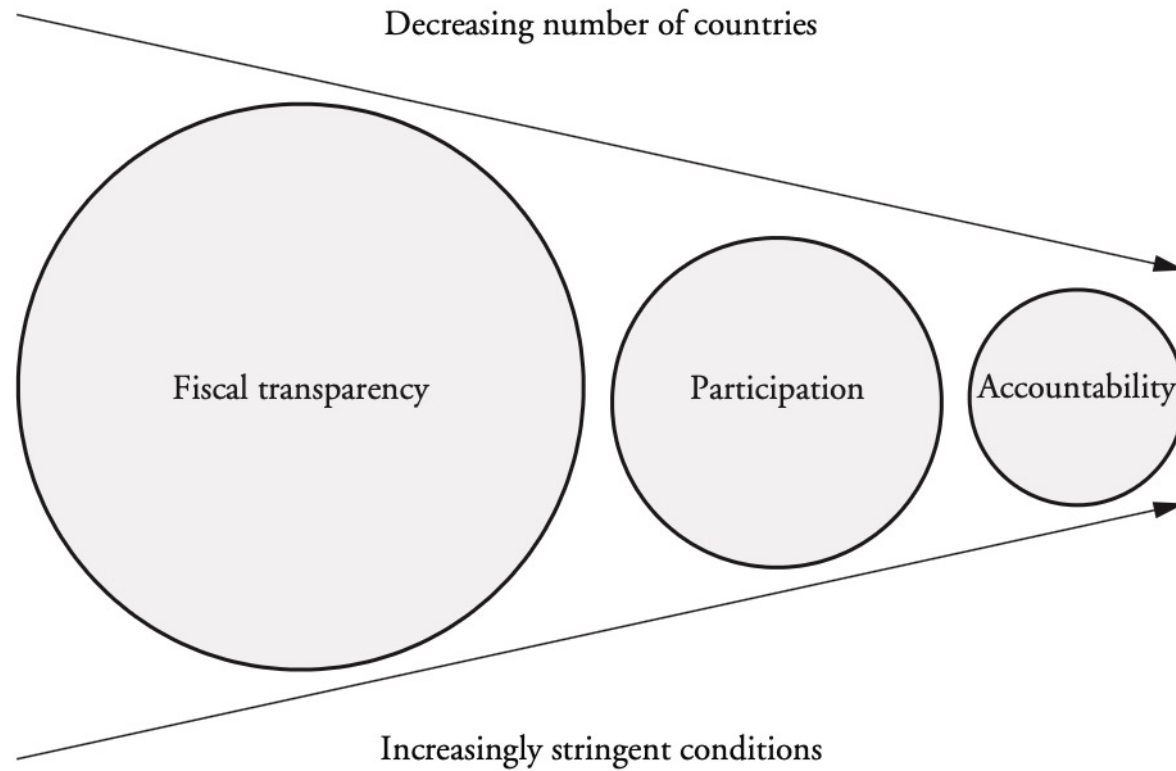 Decreasing number of countries
Fiscal transparency
Participation
Accountability
Increasingly stringent conditions